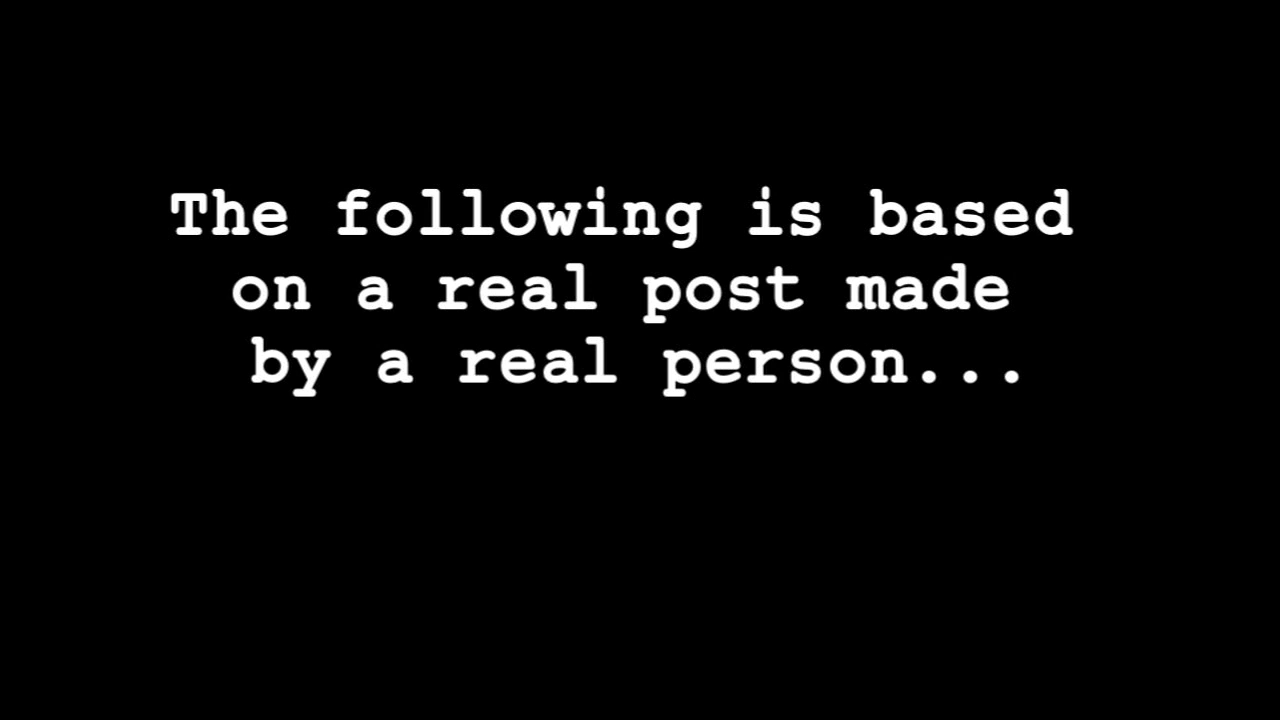 The following is based
on a real post made
by a real person...